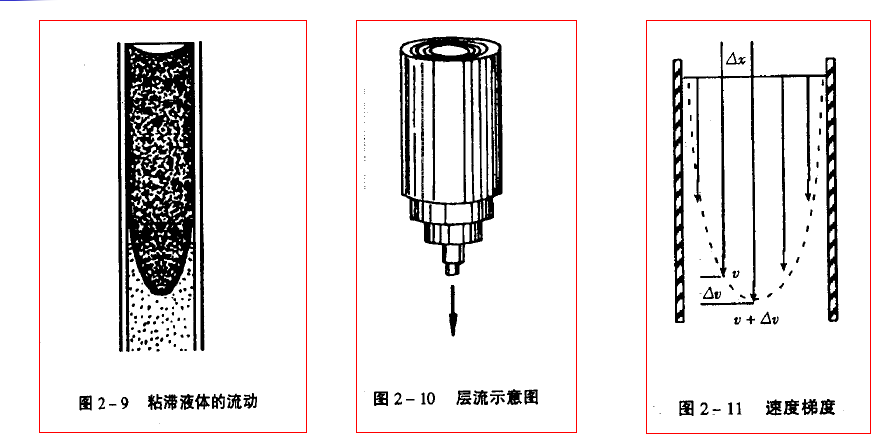 图 2-9 粘滞液体的流动
图 2-10 层流示意图
Δx
v
Δv
v + Δv
图 2-11 速度梯度